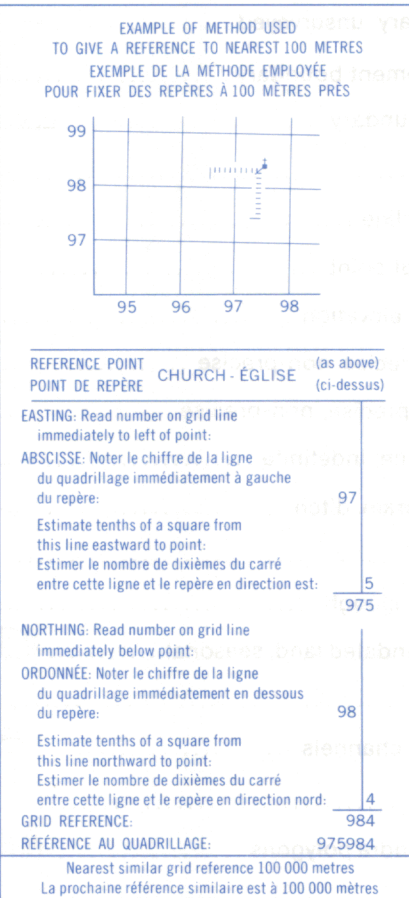 EXAMPLE OF METHOD USED
TO GIVE A REFERENCE TO NEAREST 100 METRES
EXEMPLE DE LA MÉTHODE EMPLOYÉE
POUR FIXER DES REPÈRES À 100 MÈTRES PRÈS
99
98
97
95 96 97 98
REFERENCE POINT
POINT DE REPÈRE
CHURCH - ÉGLISE
(as above)
(ci-dessus)
EASTING: Read number on grid line
immediately to left of point:
ABSCISSE: Noter le chiffre de la ligne
du quadrillage immédiatement à gauche
du repère: 97
Estimate tenths of a square from
this line eastward to point:
Estimer le nombre de dixièmes du carré
entre cette ligne et le repère en direction est: 5
975
NORTHING: Read number on grid line
immediately below point:
ORDONNÉE: Noter le chiffre de la ligne
du quadrillage immédiatement en dessous
du repère: 98
Estimate tenths of a square from
this line northward to point:
Estimer le nombre de dixièmes du carré
entre cette ligne et le repère en direction nord: 4
GRID REFERENCE: 984
RÉFÉRENCE AU QUADRILLAGE: 975984
Nearest similar grid reference 100 000 metres
La prochaine référence similaire est à 100 000 mètres